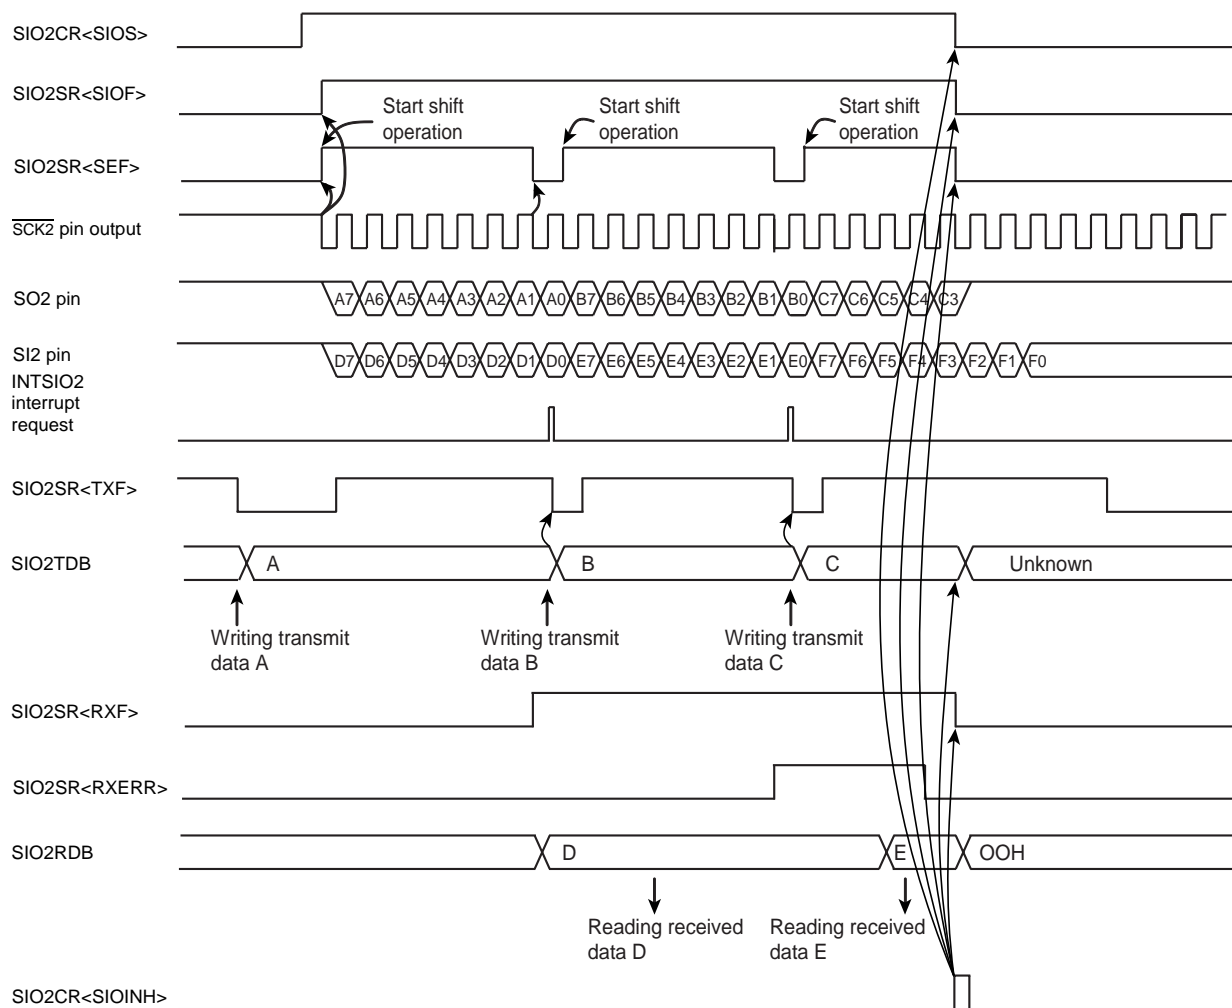 SIO2CR<SIOS>
SIO2SR<SIOF>
Start shift
operation
Start shift
operation
Start shift
operation
SIO2SR<SEF>
SCK2 pin output
SO2 pin
A7 A6 A5 A4 A3 A2 A1 A0 B7 B6 B5 B4 B3 B2 B1 B0 C7 C6 C5 C4 C3
SI2 pin
D7 D6 D5 D4 D3 D2 D1 D0 E7 E6 E5 E4 E3 E2 E1 E0 F7 F6 F5 F4 F3 F2 F1 F0
INTSIO2
interrupt
request
SIO2SR<TXF>
SIO2TDB
A B C Unknown
Writing transmit
data A
Writing transmit
data B
Writing transmit
data C
SIO2SR<RXF>
SIO2SR<RXERR>
SIO2RDB
D E OOH
Reading received
data D
Reading received
data E
SIO2CR<SIOINH>